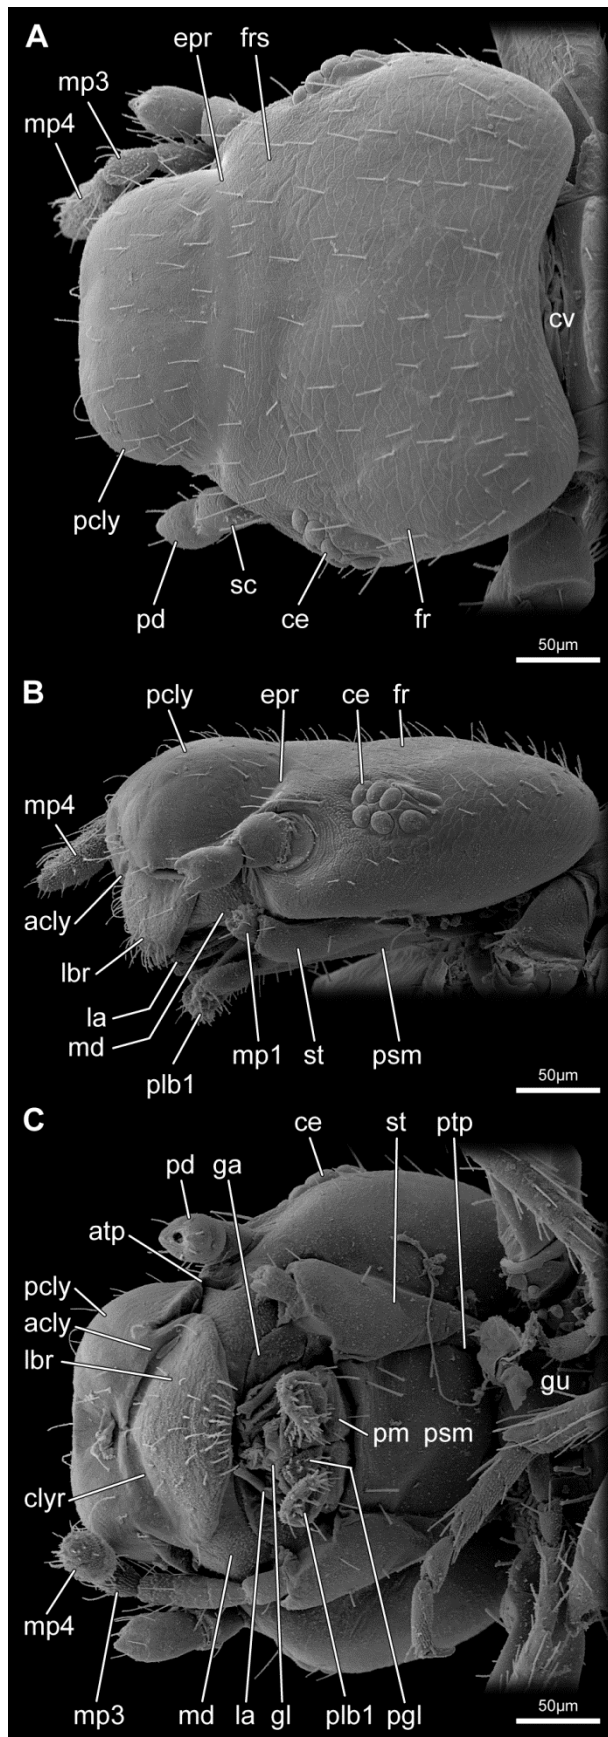 A
epr frs
mp3
mp4
cv
pcly
pd
sc
ce
fr
50µm
B
pcly epr ce fr
mp4
acly
lbr
la
md
plb1
mp1 st psm
50µm
C
ce st ptp
pd ga
atp
pcly
acly
lbr
gu
pm psm
clyr
mp4
mp3 md la gl plb1 pgl
50µm